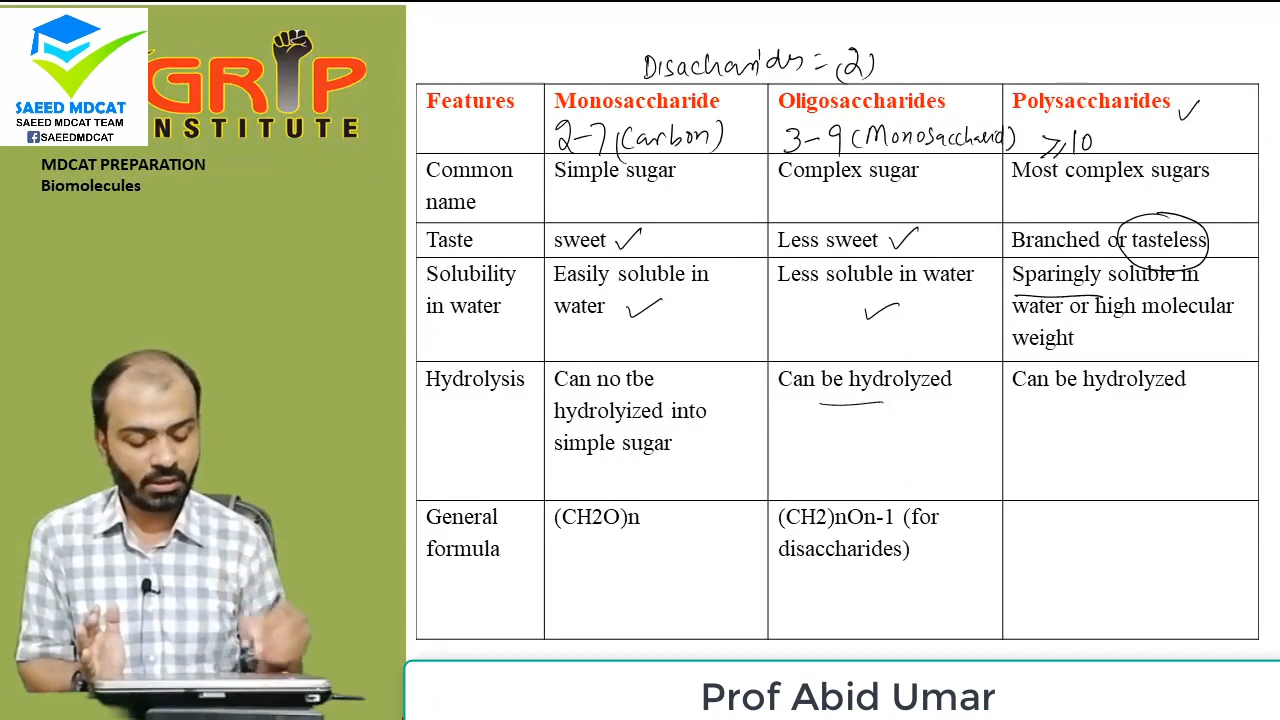 SAEED MDCAT
SAEED MDCAT TEAM
SAEEDMDCAT
GRIP
INSTITUTE
MDCAT PREPARATION
Biomolecules
Disacharides = (2)
Features
Monosaccharide
2-7 (Carbon)
Oligosaccharides
3-9 (Monosaccharid)
Polysaccharides
≥10
Common
name
Simple sugar
Complex sugar
Most complex sugars
Taste
sweet
Less sweet
Branched or tasteless
Solubility
in water
Easily soluble in
water
Less soluble in water
Sparingly soluble in
water or high molecular
weight
Hydrolysis
Can no tbe
hydrolyized into
simple sugar
Can be hydrolyzed
Can be hydrolyzed
General
formula
(CH2O)n
(CH2)nOn-1 (for
disaccharides)
Prof Abid Umar